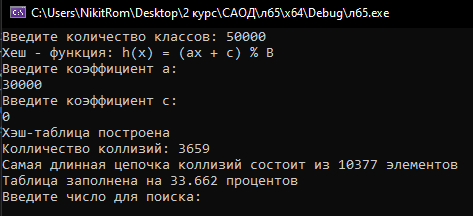 C:\Users\NikitRom\Desktop\2 курс\САОД\лб5\x64\Debug\лб5.exe
Введите количество классов: 50000
Хеш - функция: h(x) = (ax + c) % B
Введите коэффициент a:
30000
Введите коэффициент c:
0
Хэш-таблица построена
Колличество коллизий: 3659
Самая длинная цепочка коллизий состоит из 10377 элементов
Таблица заполнена на 33.662 процентов
Введите число для поиска: